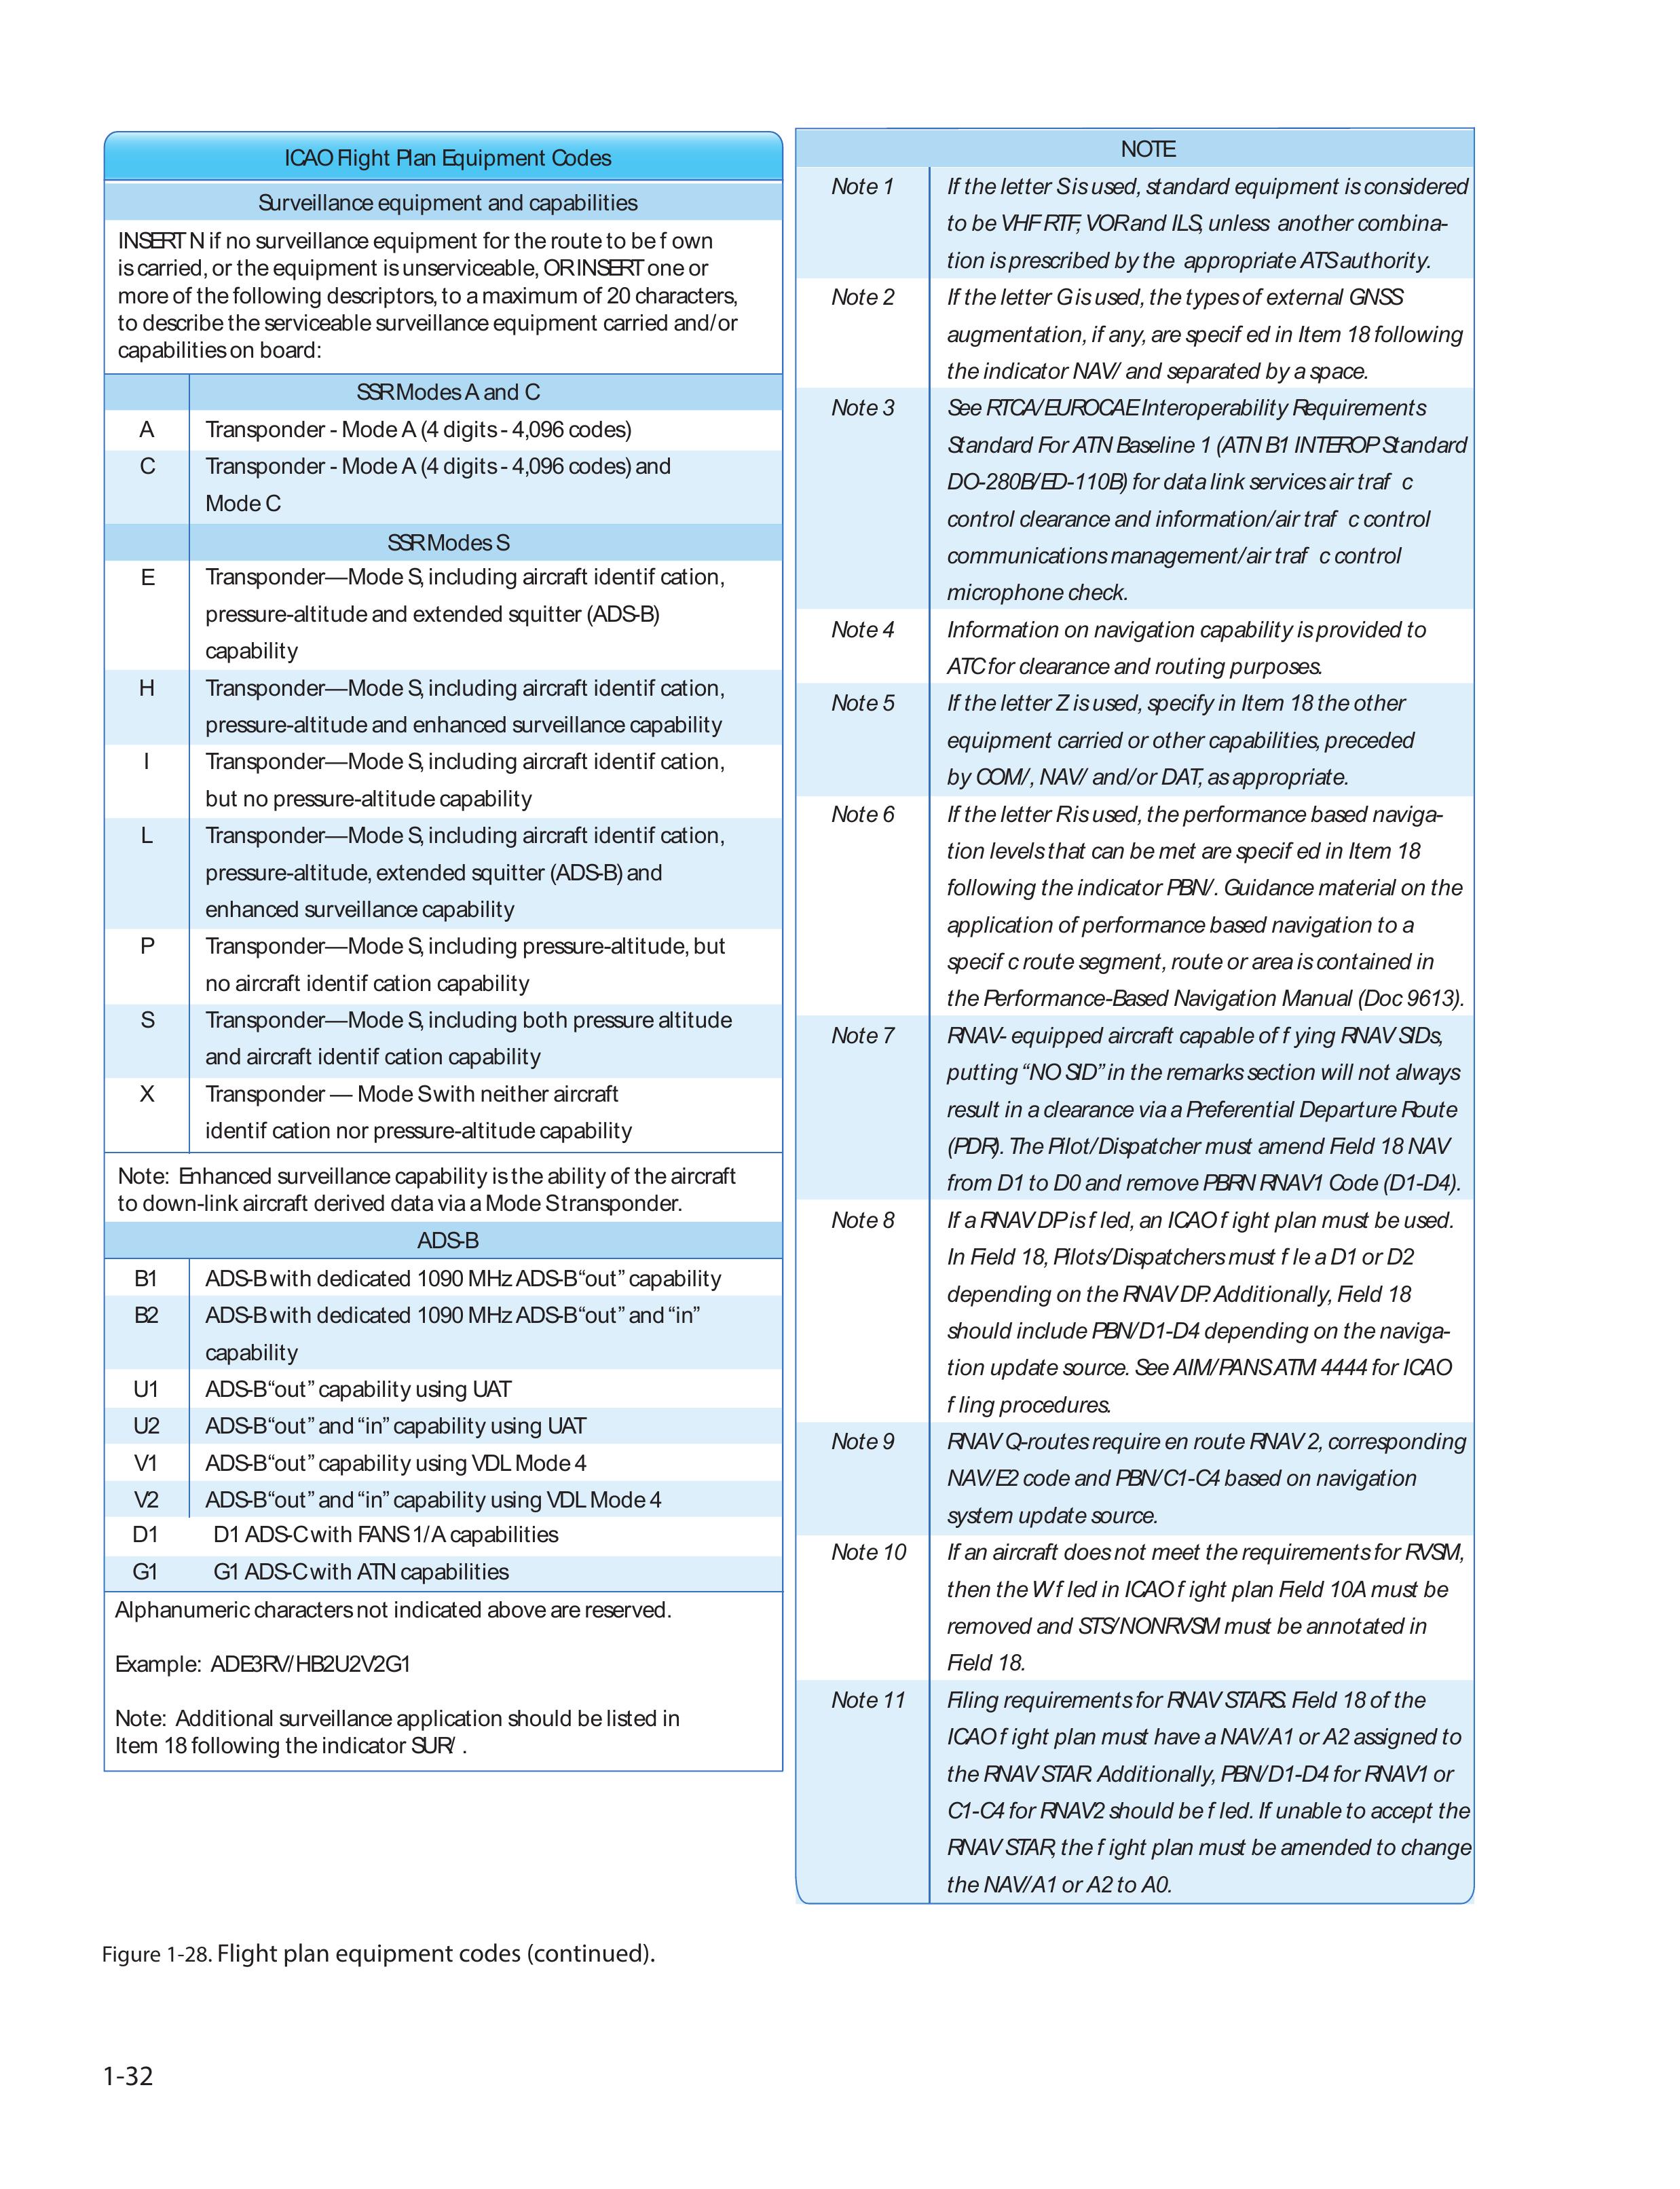 ICAO Flight Plan Equipment Codes
Surveillance equipment and capabilities
INSERT N if no surveillance equipment for the route to be f own
is carried, or the equipment is unserviceable, OR INSERT one or
more of the following descriptors, to a maximum of 20 characters,
to describe the serviceable surveillance equipment carried and/or
capabilities on board:
SSR Modes A and C
A Transponder - Mode A (4 digits - 4,096 codes)
C Transponder - Mode A (4 digits - 4,096 codes) and
Mode C
SSR Modes S
E Transponder—Mode S, including aircraft identif cation,
pressure-altitude and extended squitter (ADS-B)
capability
H Transponder—Mode S, including aircraft identif cation,
pressure-altitude and enhanced surveillance capability
I Transponder—Mode S, including aircraft identif cation,
but no pressure-altitude capability
L Transponder—Mode S, including aircraft identif cation,
pressure-altitude, extended squitter (ADS-B) and
enhanced surveillance capability
P Transponder—Mode S, including pressure-altitude, but
no aircraft identif cation capability
S Transponder—Mode S, including both pressure altitude
and aircraft identif cation capability
X Transponder — Mode S with neither aircraft
identif cation nor pressure-altitude capability
Note: Enhanced surveillance capability is the ability of the aircraft
to down-link aircraft derived data via a Mode S transponder.
ADS-B
B1 ADS-B with dedicated 1090 MHz ADS-B “out” capability
B2 ADS-B with dedicated 1090 MHz ADS-B “out” and “in”
capability
U1 ADS-B “out” capability using UAT
U2 ADS-B “out” and “in” capability using UAT
V1 ADS-B “out” capability using VDL Mode 4
V2 ADS-B “out” and “in” capability using VDL Mode 4
D1 D1 ADS-C with FANS 1/A capabilities
G1 G1 ADS-C with ATN capabilities
Alphanumeric characters not indicated above are reserved.
Example: ADE3RV/HB2U2V2G1
Note: Additional surveillance application should be listed in
Item 18 following the indicator SUR/ .
NOTE
Note 1 If the letter S is used, standard equipment is considered
to be VHF RTF, VOR and ILS, unless another combina-
tion is prescribed by the appropriate ATS authority.
Note 2 If the letter G is used, the types of external GNSS
augmentation, if any, are specif ed in Item 18 following
the indicator NAV/ and separated by a space.
Note 3 See RTCA/EUROCAE Interoperability Requirements
Standard For ATN Baseline 1 (ATN B1 INTEROP Standard
DO-280B/ED-110B) for data link services air traf c
control clearance and information/air traf c control
communications management/air traf c control
microphone check.
Note 4 Information on navigation capability is provided to
ATC for clearance and routing purposes.
Note 5 If the letter Z is used, specify in Item 18 the other
equipment carried or other capabilities, preceded
by COM/, NAV/ and/or DAT, as appropriate.
Note 6 If the letter R is used, the performance based naviga-
tion levels that can be met are specif ed in Item 18
following the indicator PBN/. Guidance material on the
application of performance based navigation to a
specif c route segment, route or area is contained in
the Performance-Based Navigation Manual (Doc 9613).
Note 7 RNAV- equipped aircraft capable of f ying RNAV SIDs,
putting “NO SID” in the remarks section will not always
result in a clearance via a Preferential Departure Route
(PDR). The Pilot/Dispatcher must amend Field 18 NAV
from D1 to D0 and remove PBRN RNAV1 Code (D1-D4).
Note 8 If a RNAV DP is f led, an ICAO f ight plan must be used.
In Field 18, Pilots/Dispatchers must f le a D1 or D2
depending on the RNAV DP. Additionally, Field 18
should include PBN/D1-D4 depending on the naviga-
tion update source. See AIM/PANS ATM 4444 for ICAO
f ling procedures.
Note 9 RNAV Q-routes require en route RNAV 2, corresponding
NAV/E2 code and PBN/C1-C4 based on navigation
system update source.
Note 10 If an aircraft does not meet the requirements for RVSM,
then the W f led in ICAO f ight plan Field 10A must be
removed and STS/NONRVSM must be annotated in
Field 18.
Note 11 Filing requirements for RNAV STARS. Field 18 of the
ICAO f ight plan must have a NAV/A1 or A2 assigned to
the RNAV STAR. Additionally, PBN/D1-D4 for RNAV1 or
C1-C4 for RNAV2 should be f led. If unable to accept the
RNAV STAR, the f ight plan must be amended to change
the NAV/A1 or A2 to A0.
Figure 1-28. Flight plan equipment codes (continued).
1-32